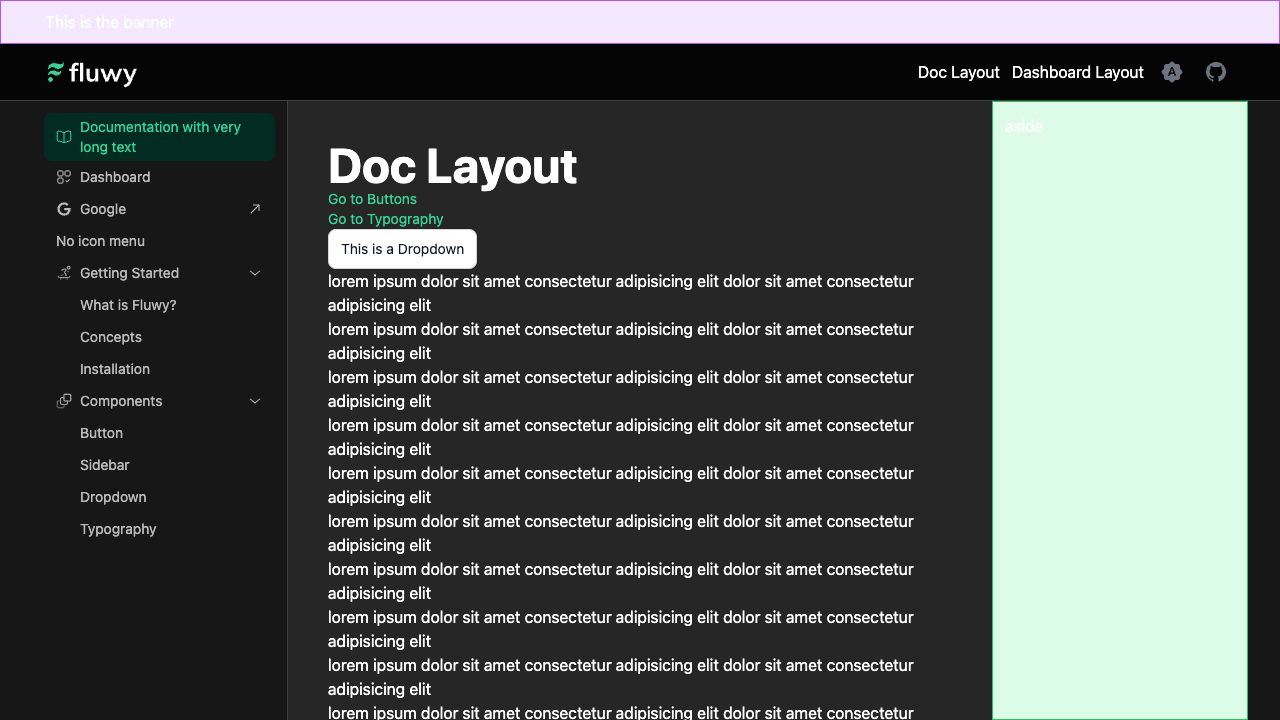 This is the banner
fluwy
Doc Layout
Dashboard Layout
A
Documentation with very
long text
Dashboard
Google
No icon menu
Getting Started
What is Fluwy?
Concepts
Installation
Components
Button
Sidebar
Dropdown
Typography
Doc Layout
Go to Buttons
Go to Typography
This is a Dropdown
lorem ipsum dolor sit amet consectetur adipisicing elit dolor sit amet consectetur
adipisicing elit
lorem ipsum dolor sit amet consectetur adipisicing elit dolor sit amet consectetur
adipisicing elit
lorem ipsum dolor sit amet consectetur adipisicing elit dolor sit amet consectetur
adipisicing elit
lorem ipsum dolor sit amet consectetur adipisicing elit dolor sit amet consectetur
adipisicing elit
lorem ipsum dolor sit amet consectetur adipisicing elit dolor sit amet consectetur
adipisicing elit
lorem ipsum dolor sit amet consectetur adipisicing elit dolor sit amet consectetur
adipisicing elit
lorem ipsum dolor sit amet consectetur adipisicing elit dolor sit amet consectetur
adipisicing elit
lorem ipsum dolor sit amet consectetur adipisicing elit dolor sit amet consectetur
adipisicing elit
lorem ipsum dolor sit amet consectetur adipisicing elit dolor sit amet consectetur
adipisicing elit
lorem ipsum dolor sit amet consectetur adipisicing elit dolor sit amet consectetur
aside